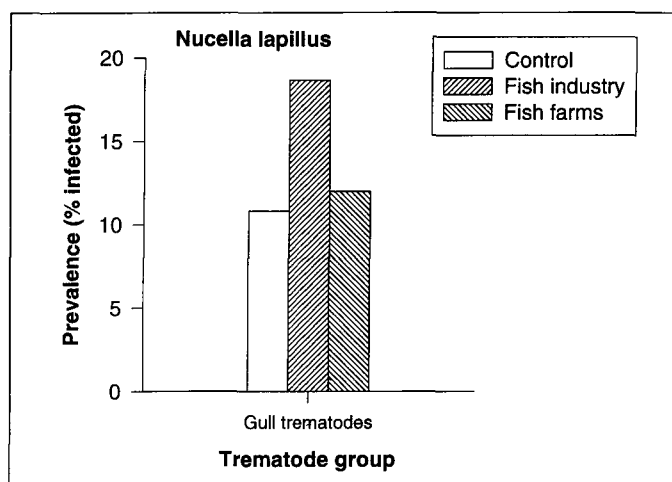 Nucella lapillus
Control
Fish industry
Fish farms
Prevalence (% infected)
20
15
10
5
0
Gull trematodes
Trematode group